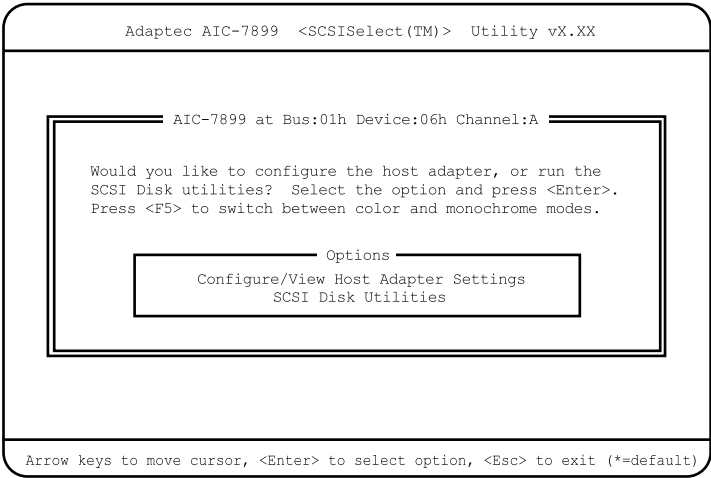 Adaptec AIC-7899 <SCSISelect(TM)> Utility vX.XX
AIC-7899 at Bus:01h Device:06h Channel:A
Would you like to configure the host adapter, or run the
SCSI Disk utilities? Select the option and press <Enter>.
Press <F5> to switch between color and monochrome modes.
Options
Configure/View Host Adapter Settings
SCSI Disk Utilities
Arrow keys to move cursor, <Enter> to select option, <Esc> to exit (*=default)